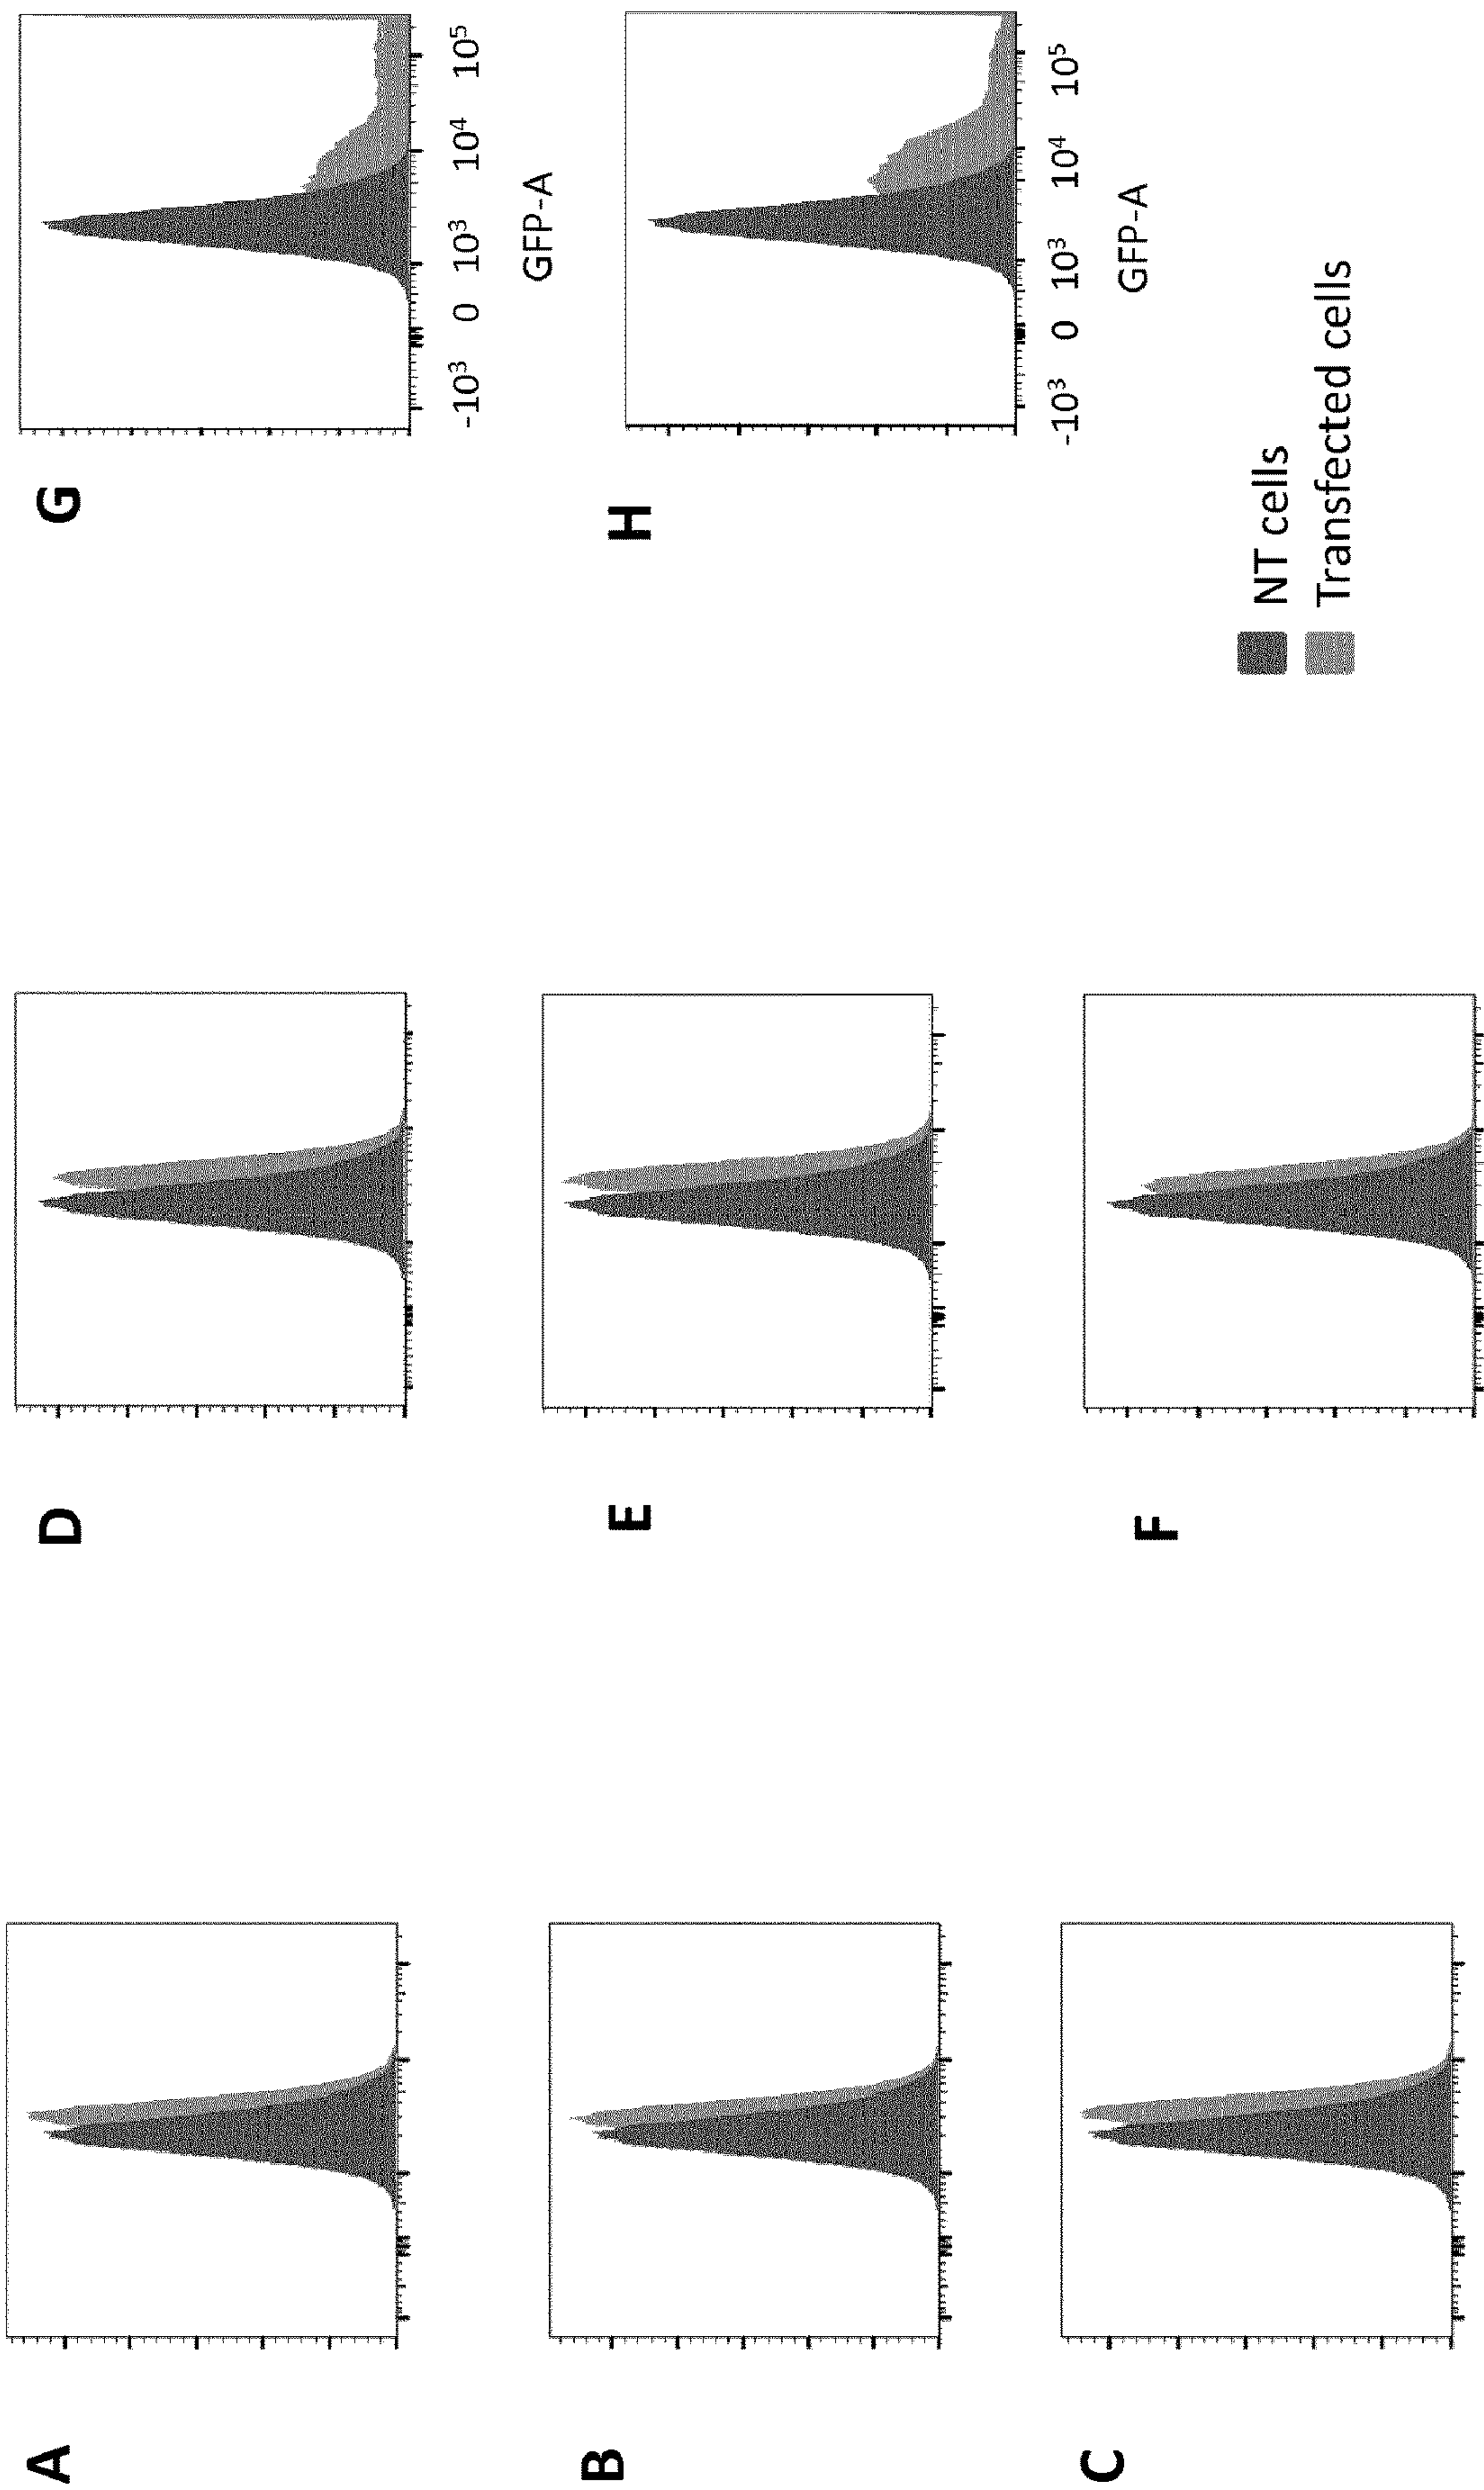 A
B
C
D
E
F
G
-10³ 0 10³ 10⁴ 10⁵
GFP-A
H
-10³ 0 10³ 10⁴ 10⁵
GFP-A
NT cells
Transfected cells